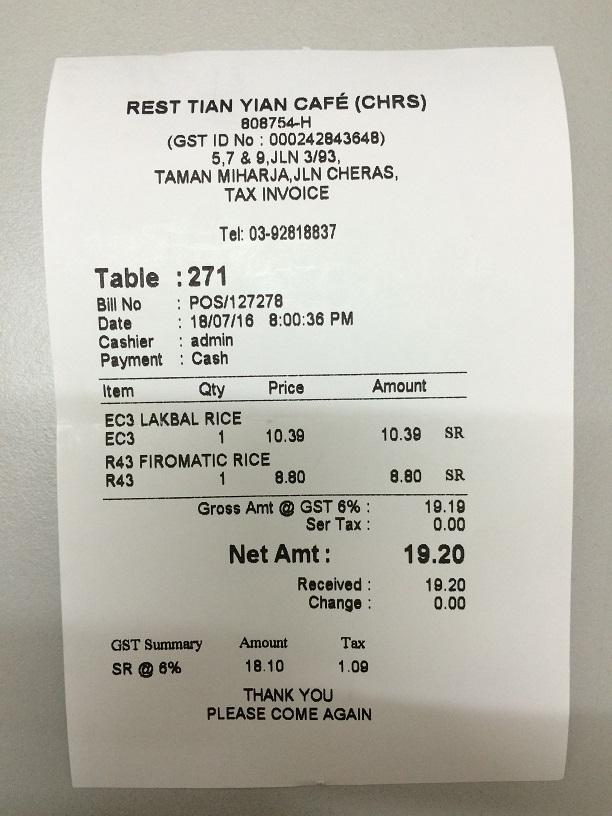 REST TIAN YIAN CAFÉ (CHRS)
808754-H
(GST ID No : 000242843648)
5,7 & 9,JLN 3/93,
TAMAN MIHARJA,JLN CHERAS,
TAX INVOICE
Tel: 03-92818837
Table : 271
Bill No : POS/127278
Date : 18/07/16 8:00:36 PM
Cashier : admin
Payment : Cash
Item Qty Price Amount
EC3 LAKBAL RICE
EC3 1 10.39 10.39 SR
R43 FIROMATIC RICE
R43 1 8.80 8.80 SR
Gross Amt @ GST 6% : 19.19
Ser Tax : 0.00
Net Amt : 19.20
Received : 19.20
Change : 0.00
GST Summary Amount Tax
SR @ 6% 18.10 1.09
THANK YOU
PLEASE COME AGAIN